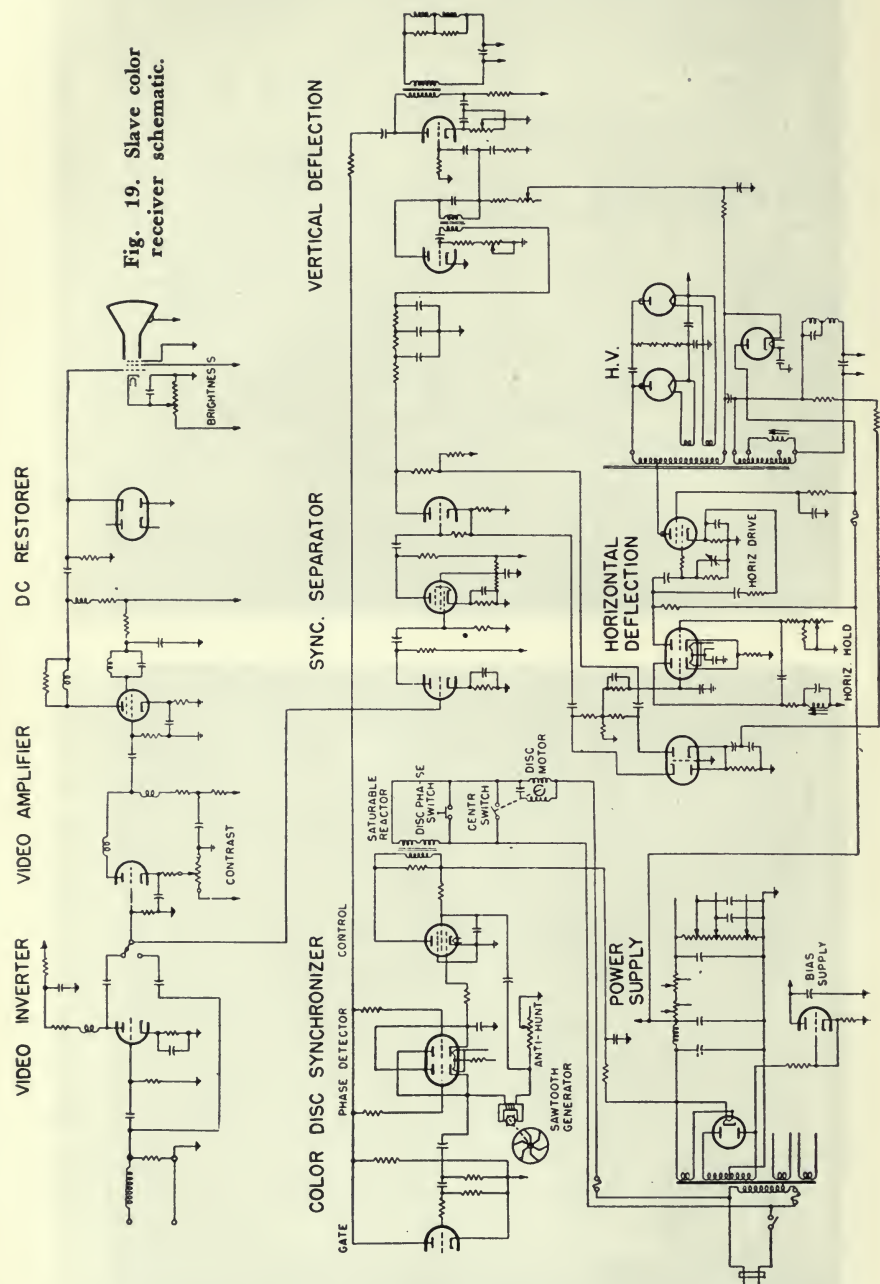 Fig. 19. Slave color
receiver schematic.
VIDEO INVERTER
VIDEO AMPLIFIER
DC RESTORER
CONTRAST
BRIGHTNESS
COLOR DISC SYNCHRONIZER
SYNC. SEPARATOR
VERTICAL DEFLECTION
GATE
PHASE DETECTOR
CONTROL
SATURABLE
REACTOR
DISC PHASE
SWITCH
CENTR
SWITCH
DISC
MOTOR
ANTI-HUNT
SAWTOOTH
GENERATOR
HORIZONTAL
DEFLECTION
HORIZ. HOLD
HORIZ DRIVE
H.V.
POWER
SUPPLY
BIAS
SUPPLY